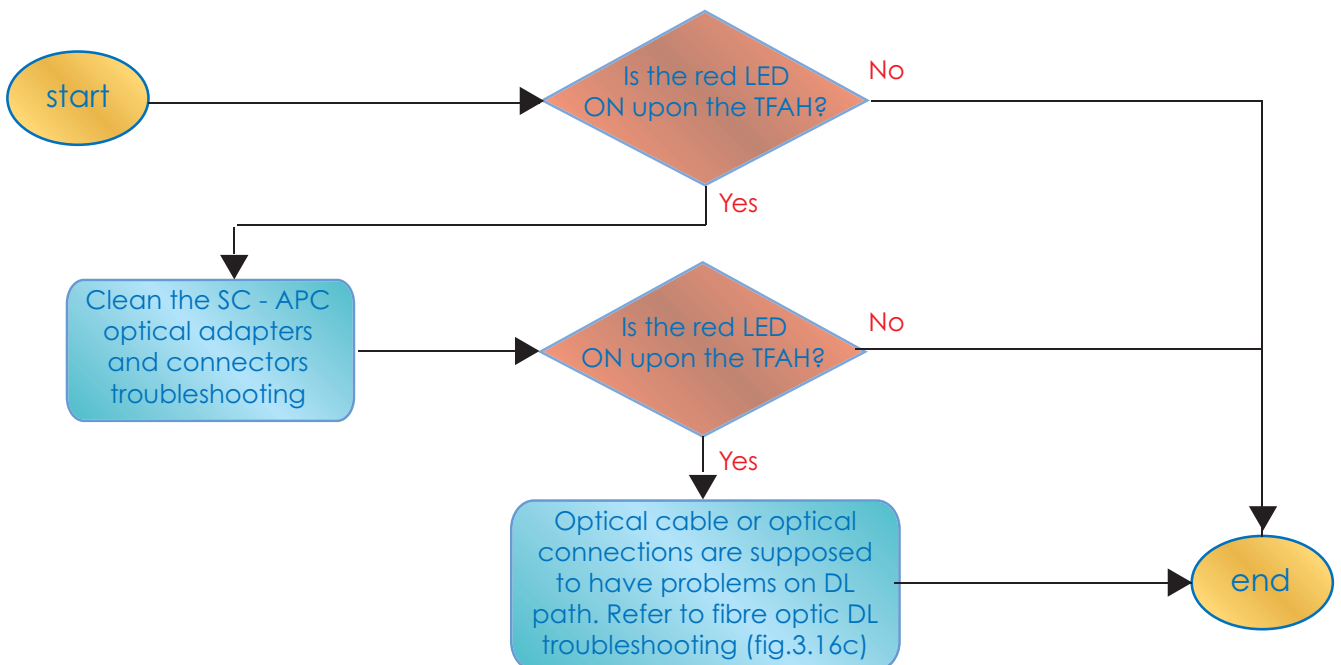 start
Is the red LED
ON upon the TFAH?
No
Yes
Clean the SC - APC
optical adapters
and connectors
troubleshooting
Is the red LED
ON upon the TFAH?
No
Yes
Optical cable or optical
connections are supposed
to have problems on DL
path. Refer to fibre optic DL
troubleshooting (fig.3.16c)
end